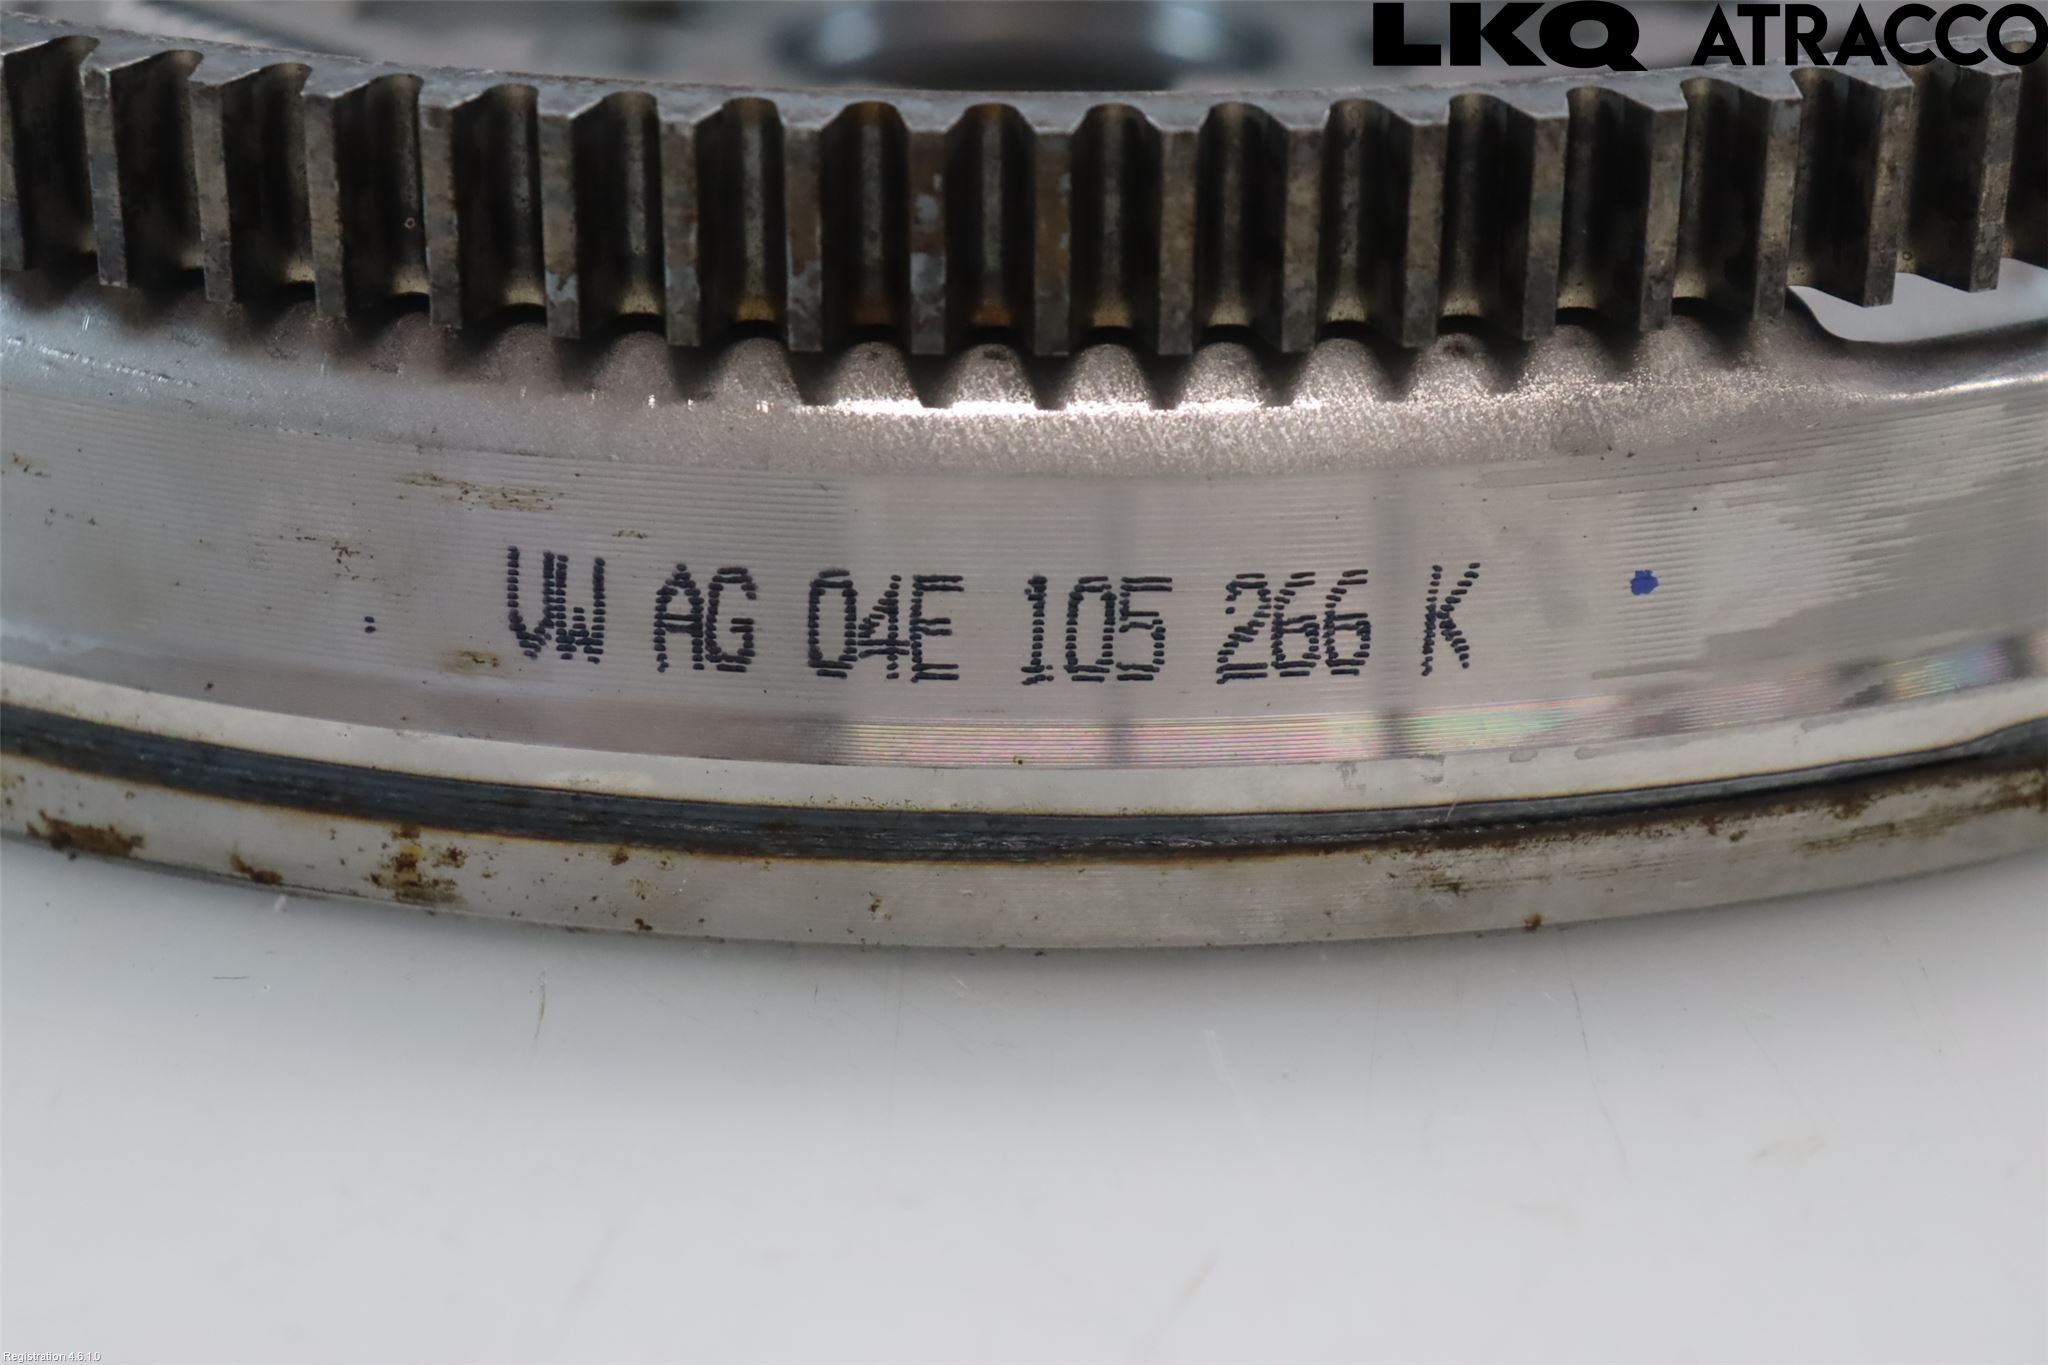 LKQ ATRACCO
VW AG 04E 105 266 K
Registration 4.6.1.0